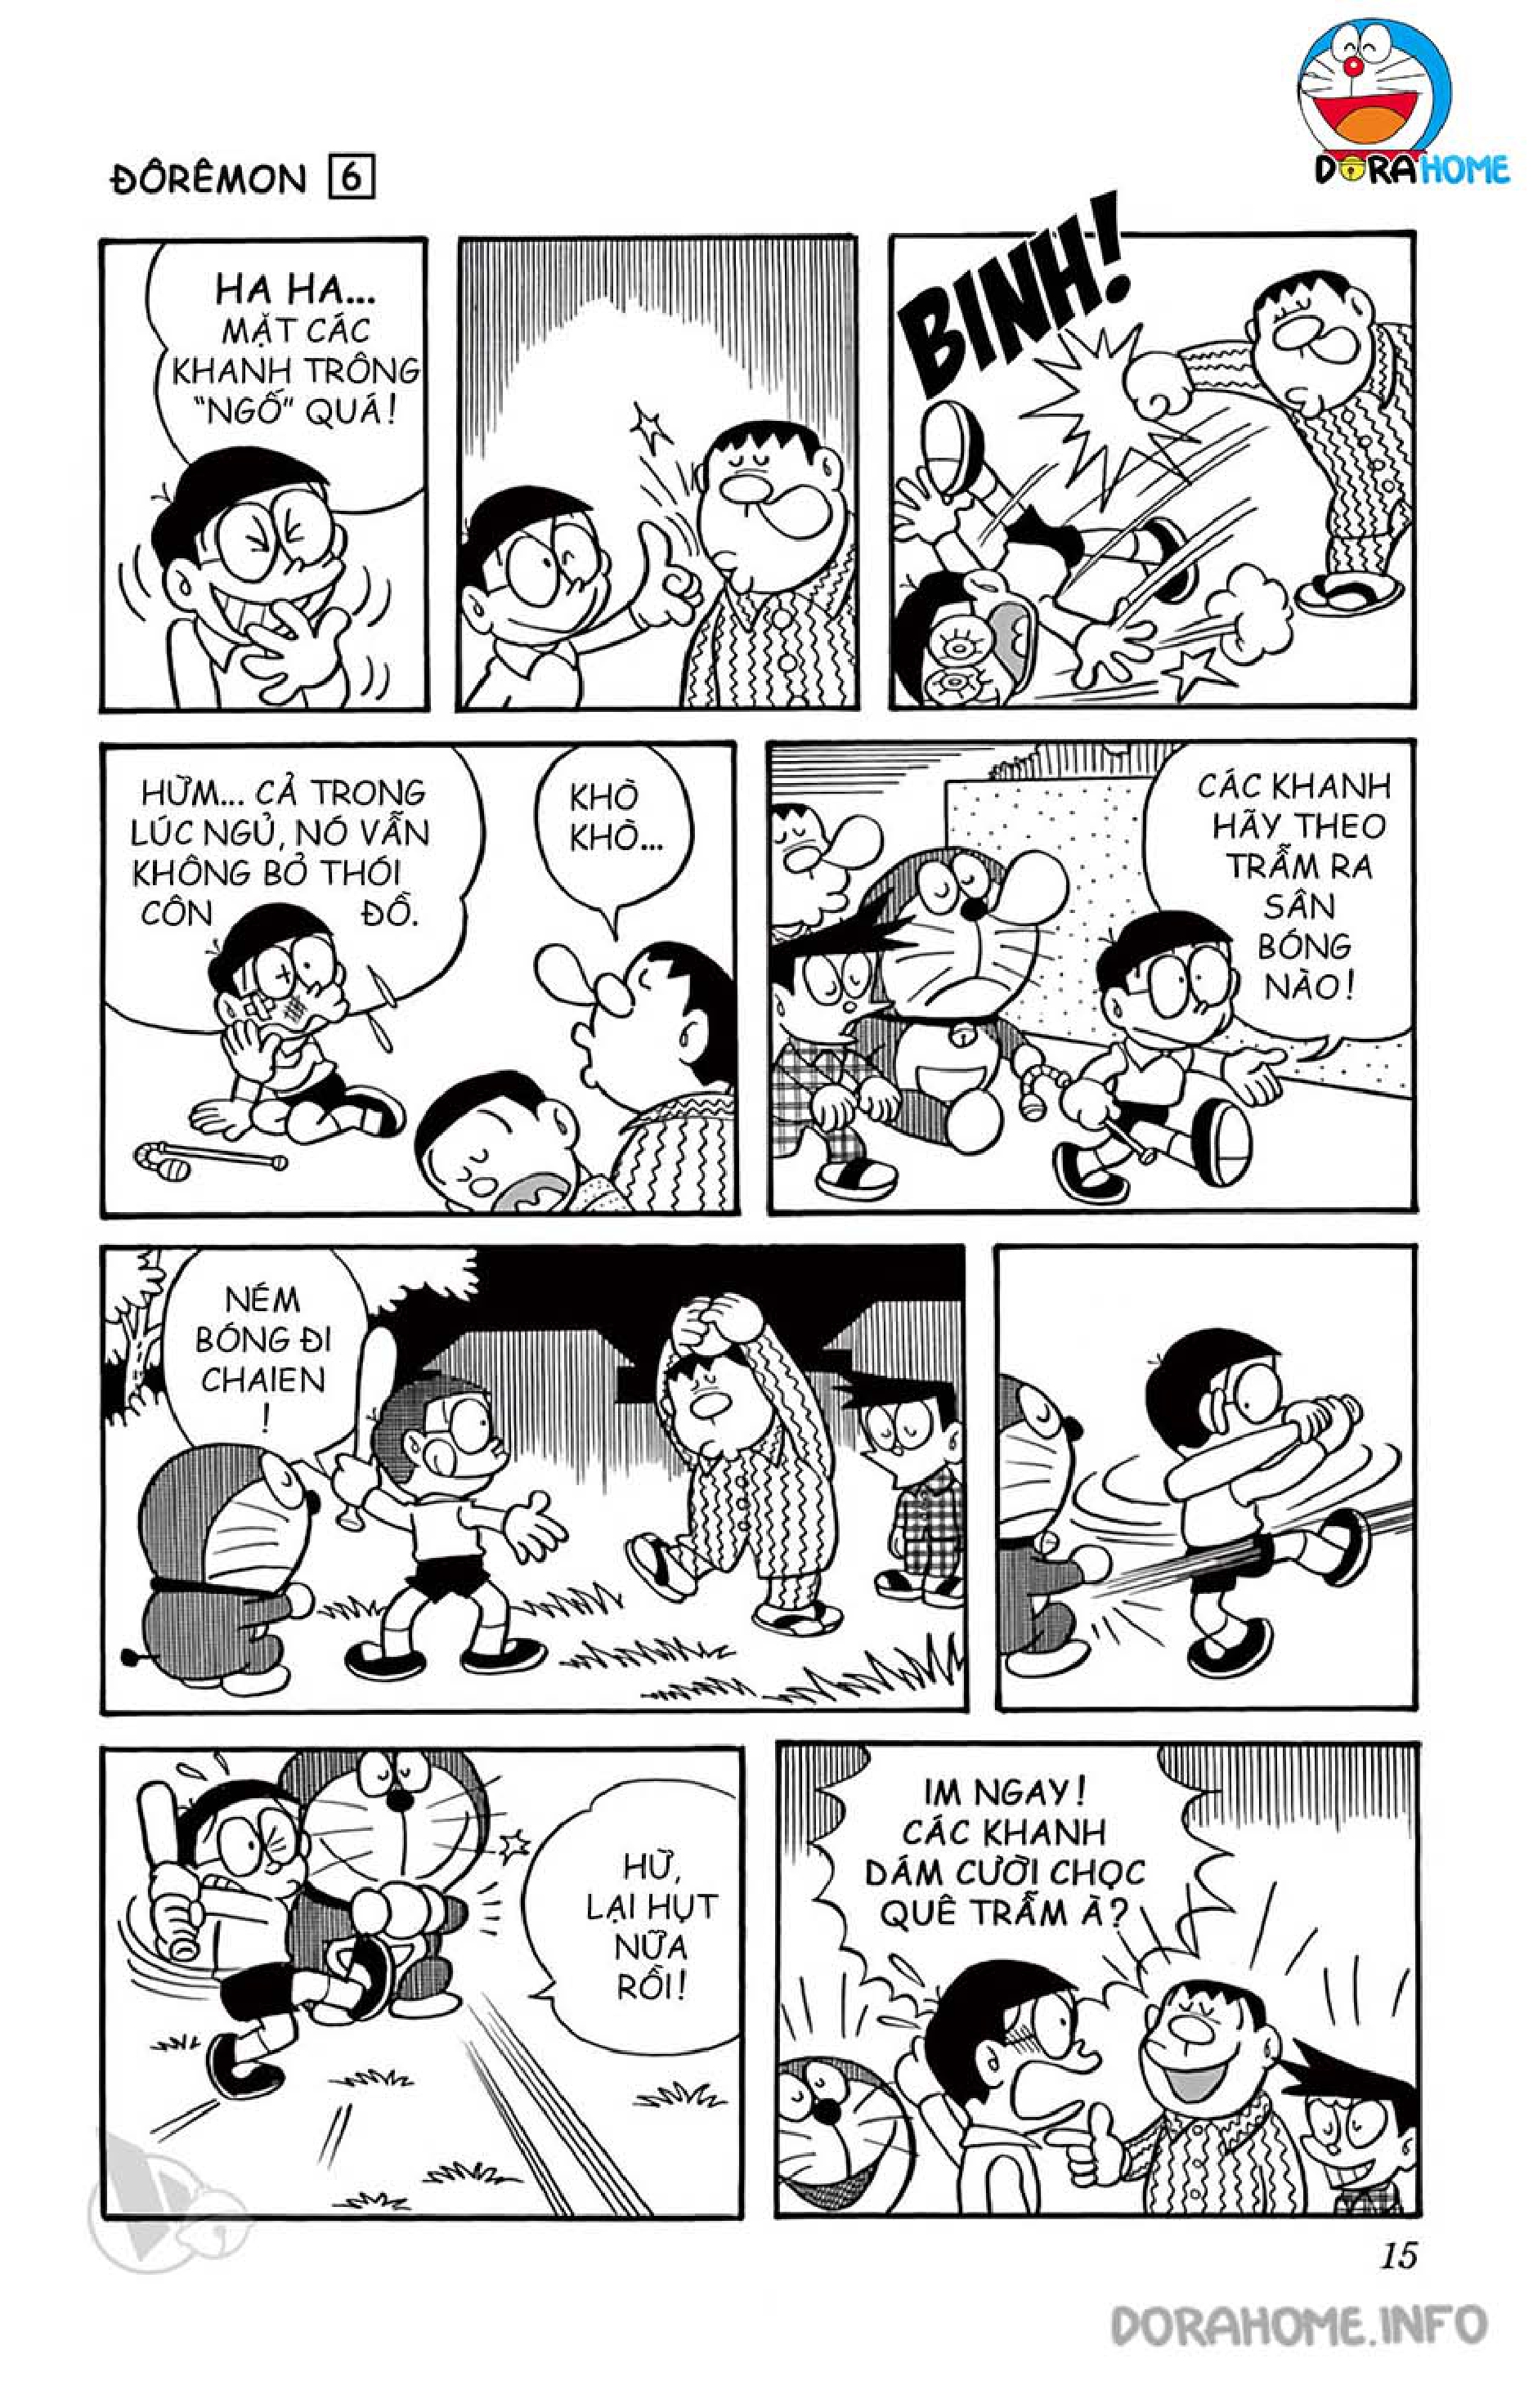 DORAHOME
ĐÔRÊMON 6
HA HA...
MẶT CÁC
KHANH TRÔNG
“NGỐ” QUÁ!
BINH!
HỪM... CẢ TRONG
LÚC NGỦ, NÓ VẪN
KHÔNG BỎ THÓI
CÔN ĐỒ.
KHÒ
KHÒ...
CÁC KHANH
HÃY THEO
TRẪM RA
SÂN
BÓNG
NÀO!
NÉM
BÓNG ĐI
CHAIEN
!
HỪ,
LẠI HỤT
NỮA
RỒI!
IM NGAY!
CÁC KHANH
DÁM CƯỜI CHỌC
QUÊ TRẪM À?
15
DORAHOME.INFO